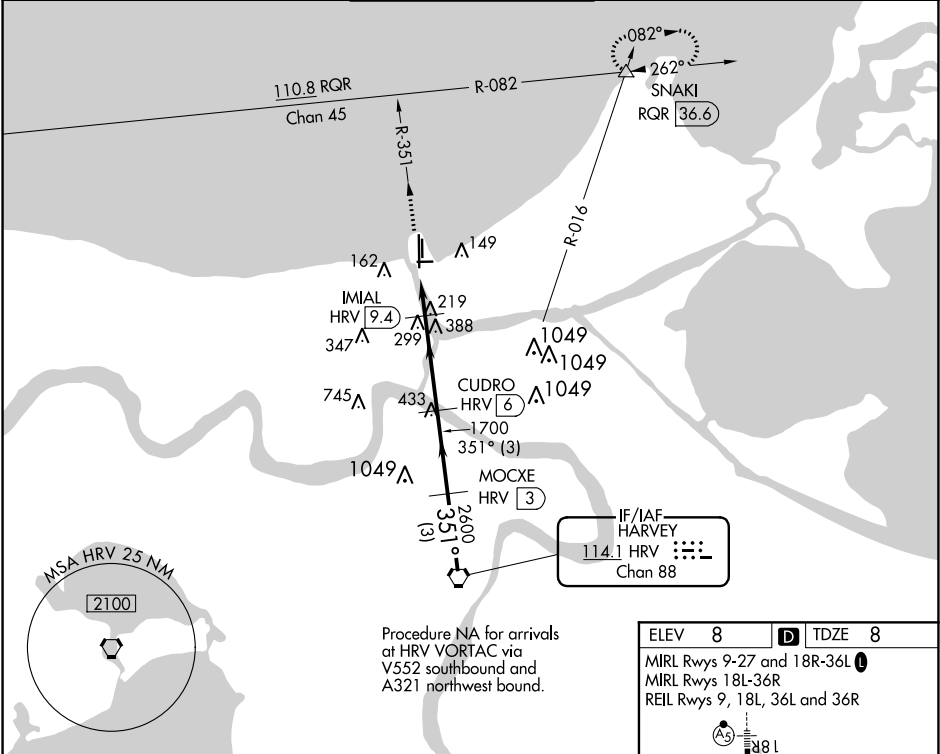 082°
262°
SNAKI
RQR 36.6
110.8 RQR
Chan 45
R-082
R-351
R-016
149
162
IMIAL
HRV 9.4
219
299
388
347
1049
1049
1049
745
433
CUDRO
HRV 6
1700
351° (3)
1049
MOCXE
HRV 3
2600
351°
(3)
IF/IAF
HARVEY
114.1 HRV
Chan 88
MSA HRV 25 NM
2100
Procedure NA for arrivals
at HRV VORTAC via
V552 southbound and
A321 northwest bound.
ELEV 8 D TDZE 8
MIRL Rwys 9-27 and 18R-36L L
MIRL Rwys 18L-36R
REIL Rwys 9, 18L, 36L and 36R
A5
18R